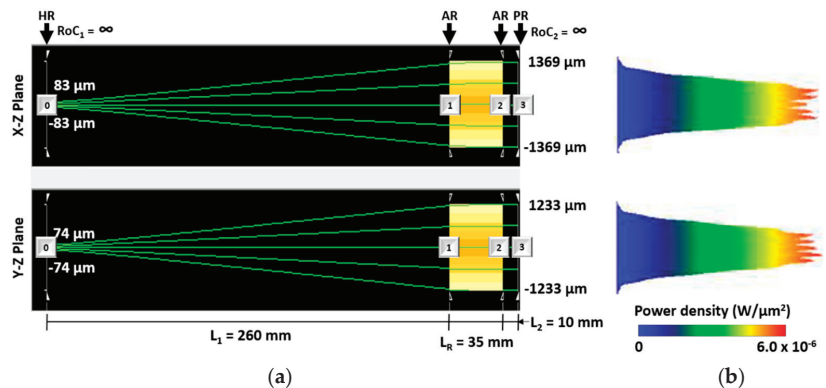 HR
AR
AR
PR
RoC₁ = ∞
RoC₂ = ∞
X-Z Plane
83 µm
-83 µm
0
1
2
3
1369 µm
-1369 µm
Y-Z Plane
74 µm
-74 µm
0
1
2
3
1233 µm
-1233 µm
L₁ = 260 mm
L_R = 35 mm
L₂ = 10 mm
Power density (W/µm²)
0
6.0 x 10⁻⁶
(a)
(b)